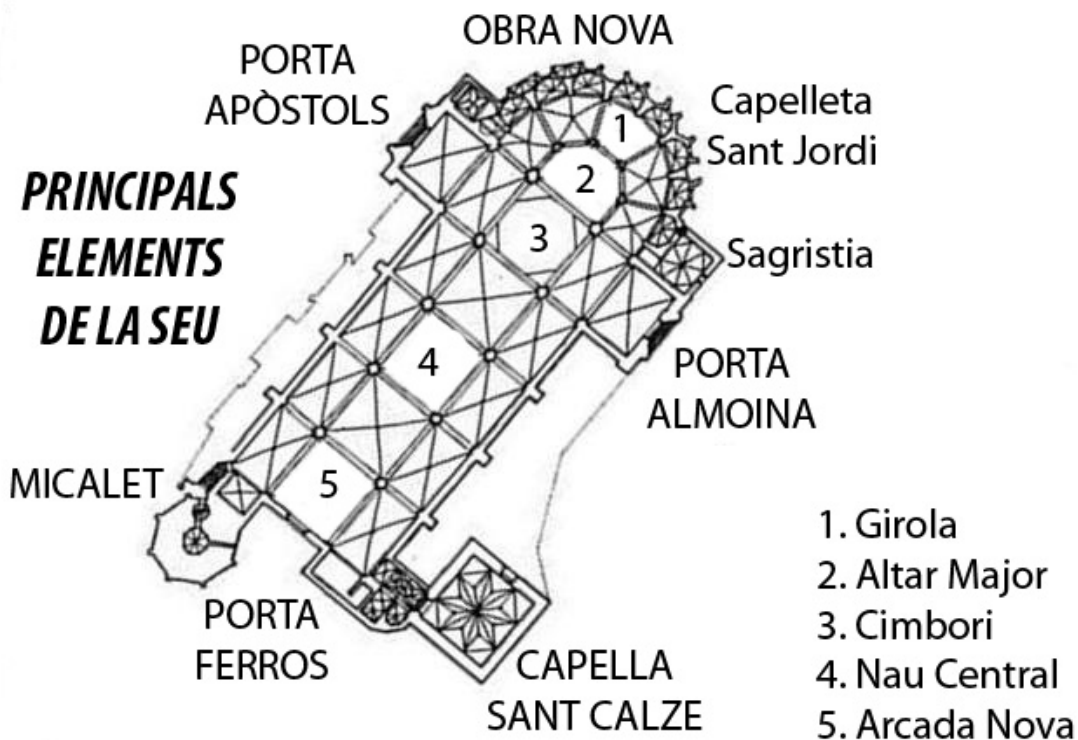 OBRA NOVA
PORTA
APÒSTOLS
Capelleta
Sant Jordi
1
2
PRINCIPALS
ELEMENTS
DE LA SEU
3
Sagristia
4
PORTA
ALMOINA
MICALET
5
PORTA
FERROS
CAPELLA
SANT CALZE
1. Girola
2. Altar Major
3. Cimbori
4. Nau Central
5. Arcada Nova